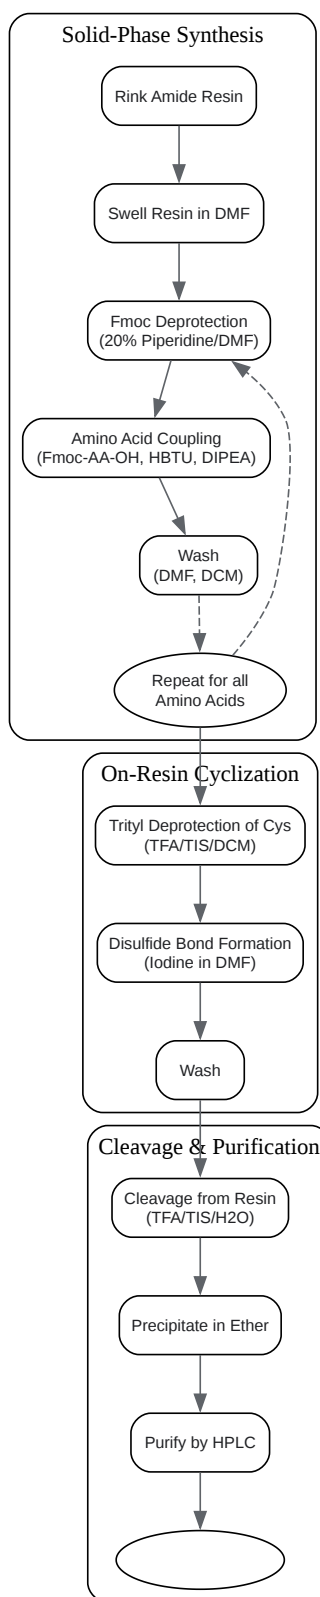 Solid-Phase Synthesis
Rink Amide Resin
Swell Resin in DMF
Fmoc Deprotection
(20% Piperidine/DMF)
Amino Acid Coupling
(Fmoc-AA-OH, HBTU, DIPEA)
Wash
(DMF, DCM)
Repeat for all
Amino Acids
On-Resin Cyclization
Trityl Deprotection of Cys
(TFA/TIS/DCM)
Disulfide Bond Formation
(Iodine in DMF)
Wash
Cleavage & Purification
Cleavage from Resin
(TFA/TIS/H2O)
Precipitate in Ether
Purify by HPLC